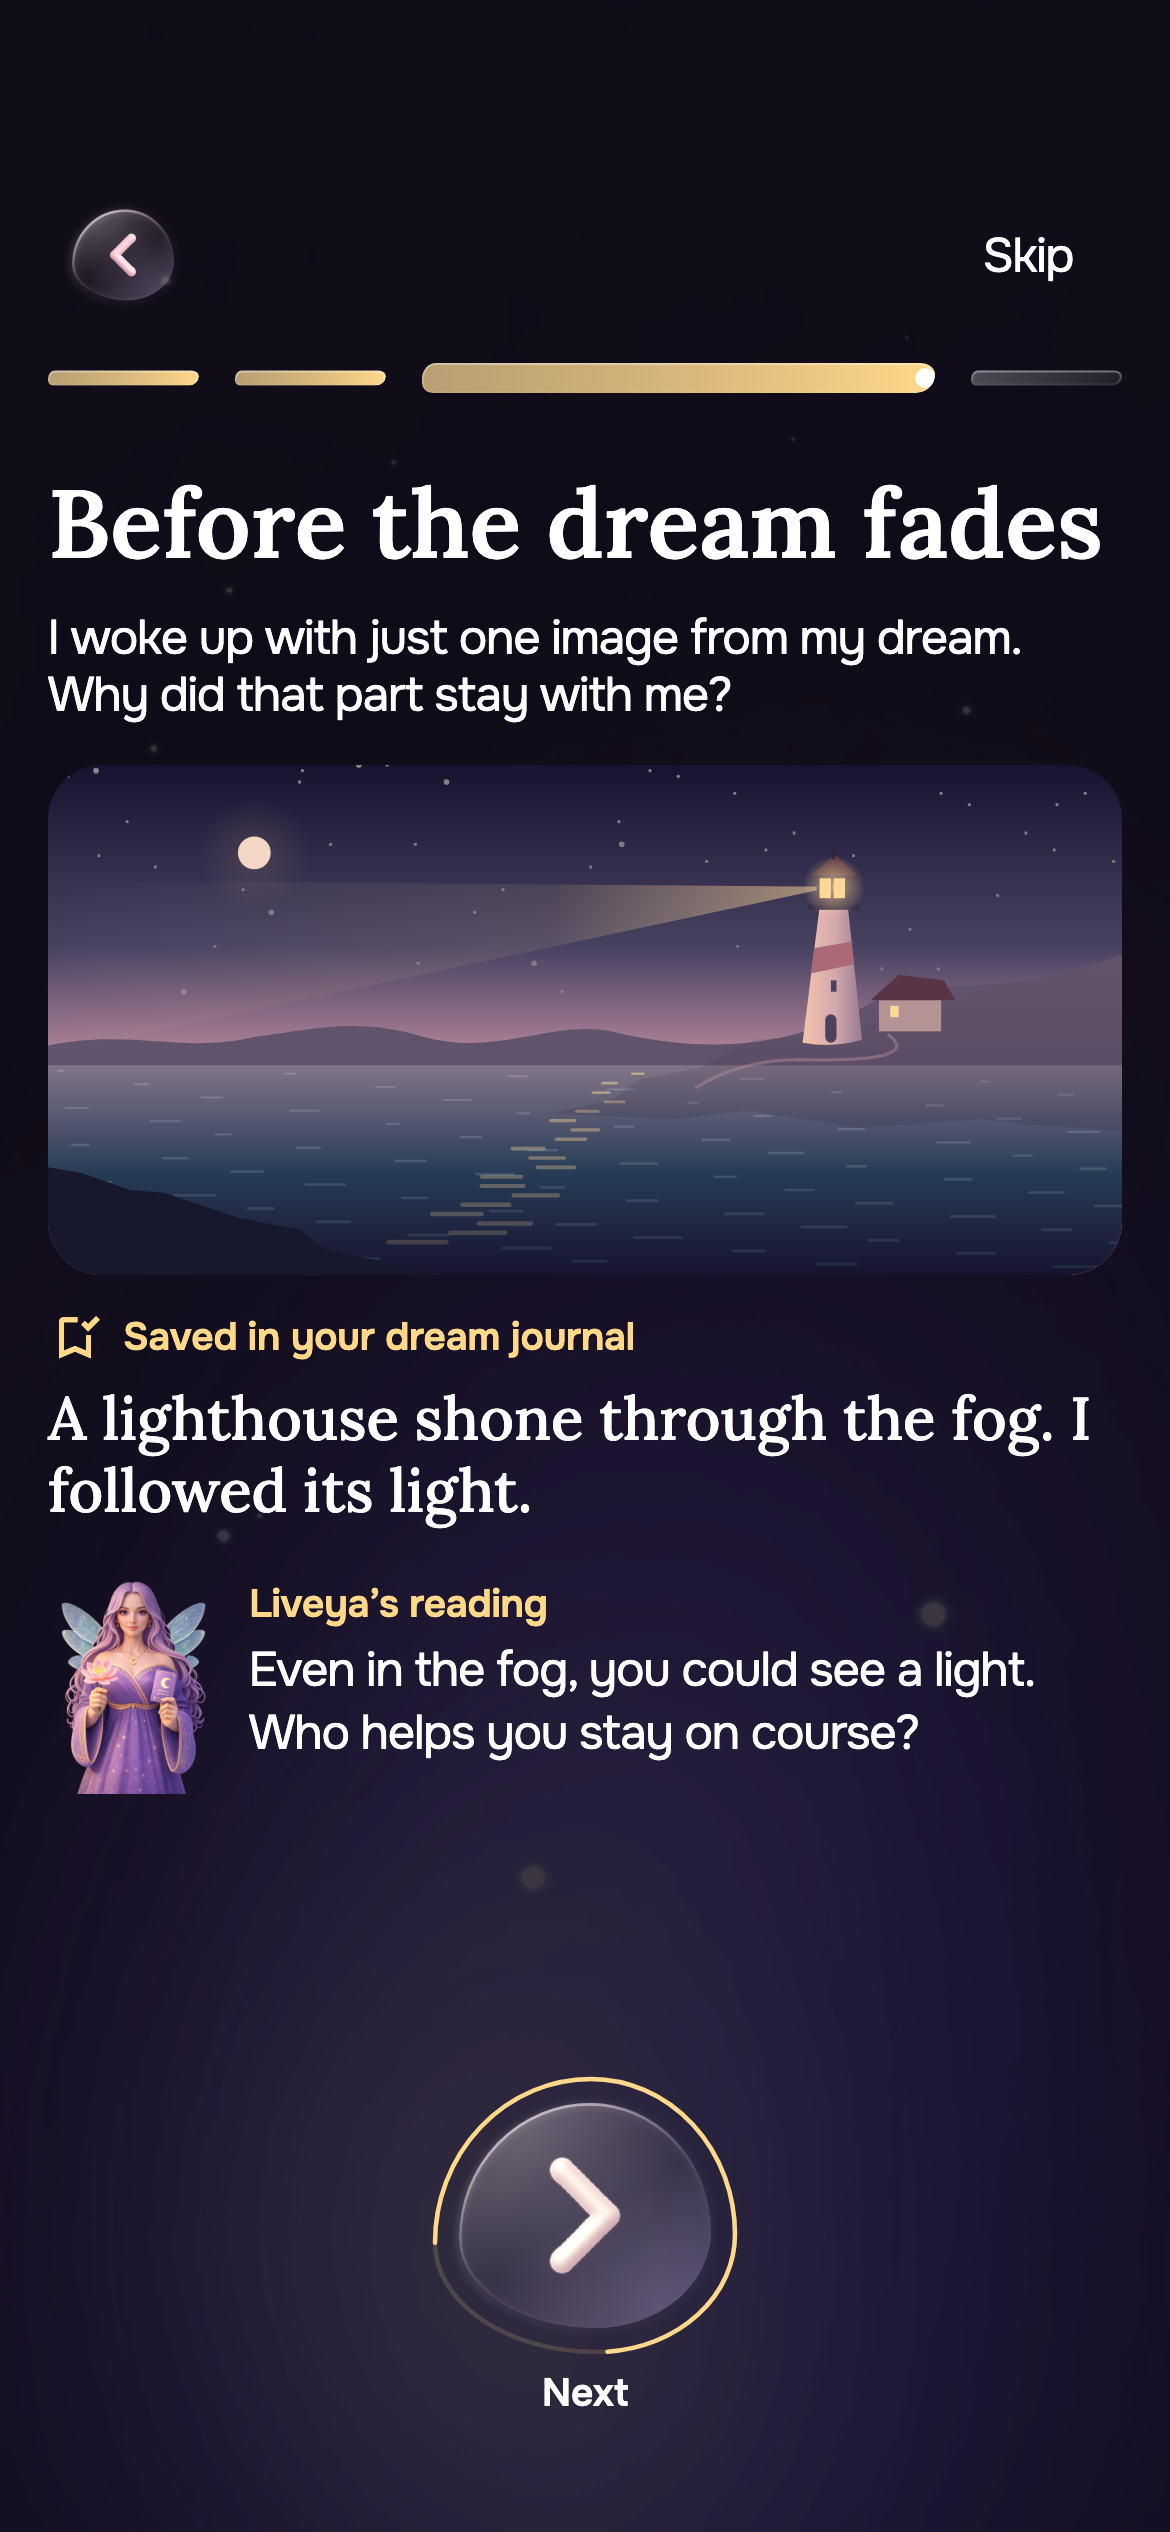 Skip
Before the dream fades
I woke up with just one image from my dream.
Why did that part stay with me?
Saved in your dream journal
A lighthouse shone through the fog. I
followed its light.
Liveya’s reading
Even in the fog, you could see a light.
Who helps you stay on course?
Next